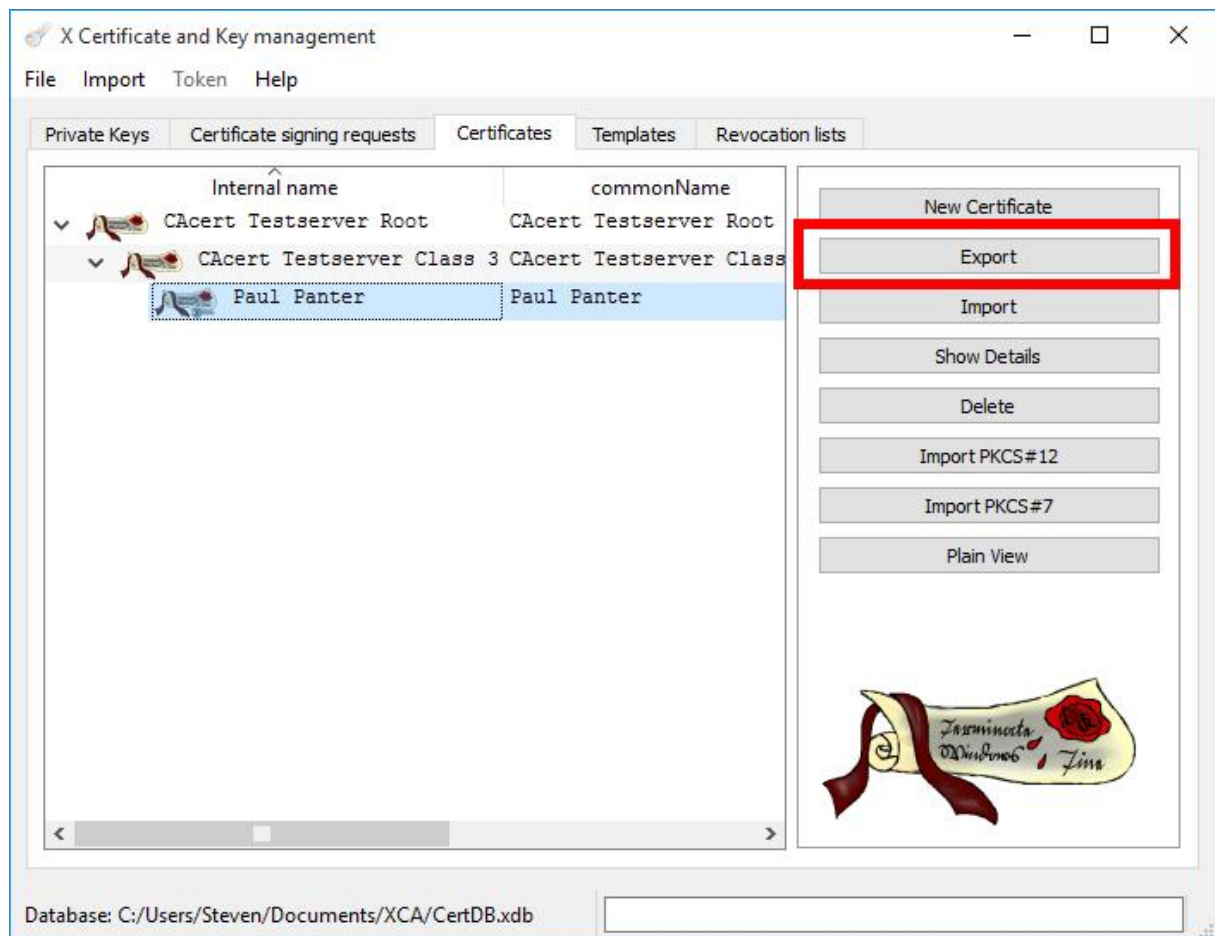 X Certificate and Key management
File Import Token Help
Private Keys Certificate signing requests Certificates Templates Revocation lists
Internal name commonName
CAcert Testserver Root CAcert Testserver Root
CAcert Testserver Class 3 CAcert Testserver Class
Paul Panter Paul Panter
New Certificate
Export
Import
Show Details
Delete
Import PKCS#12
Import PKCS#7
Plain View
Database: C:/Users/Steven/Documents/XCA/CertDB.xdb